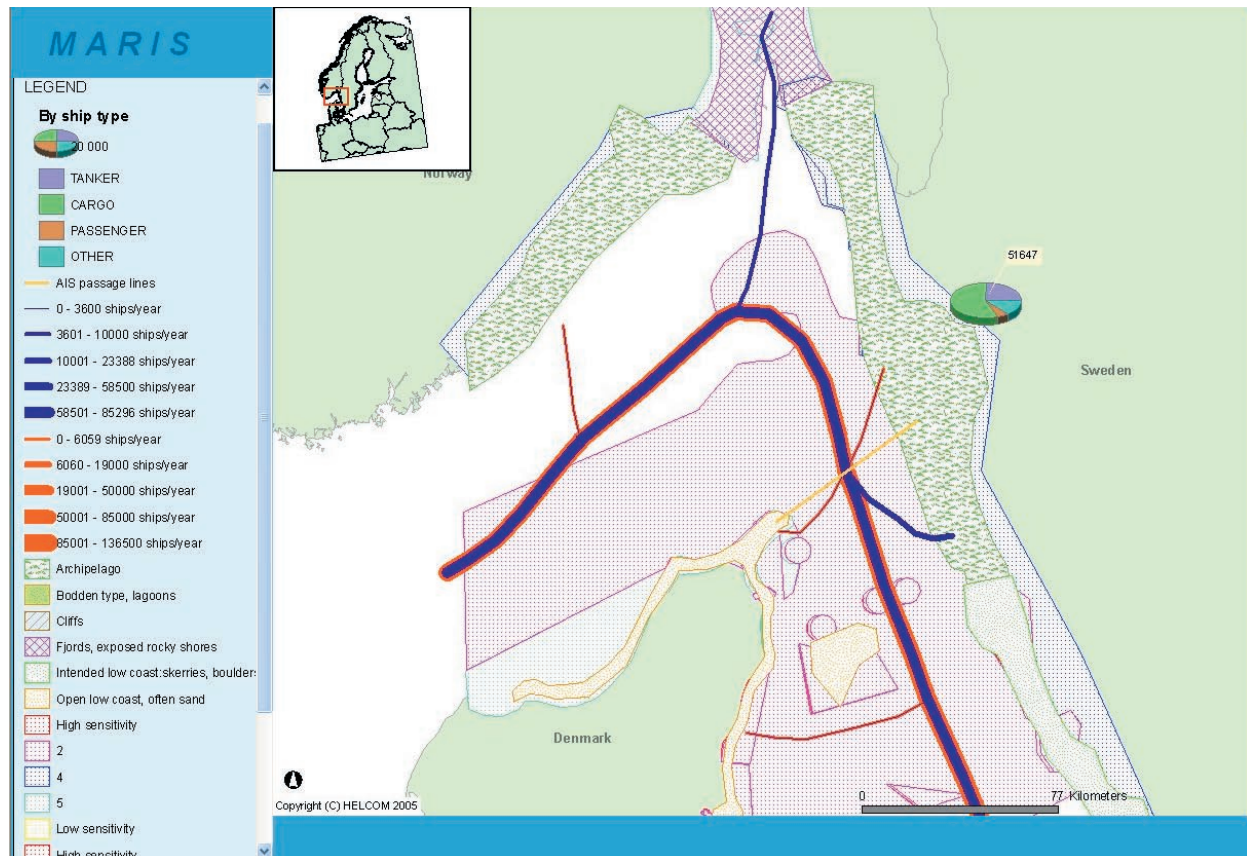 MARIS
LEGEND
By ship type
20 000
TANKER
CARGO
PASSENGER
OTHER
AIS passage lines
0 - 3600 ships/year
3601 - 10000 ships/year
10001 - 23388 ships/year
23389 - 58500 ships/year
58501 - 85296 ships/year
0 - 6059 ships/year
6060 - 19000 ships/year
19001 - 50000 ships/year
50001 - 85000 ships/year
85001 - 136500 ships/year
Archipelago
Bodden type, lagoons
Cliffs
Fjords, exposed rocky shores
Intended low coast:skerries, boulder:
Open low coast, often sand
High sensitivity
2
4
5
Low sensitivity
High sensitivity
Norway
51647
Sweden
Denmark
Copyright (C) HELCOM 2005
0 77 Kilometers